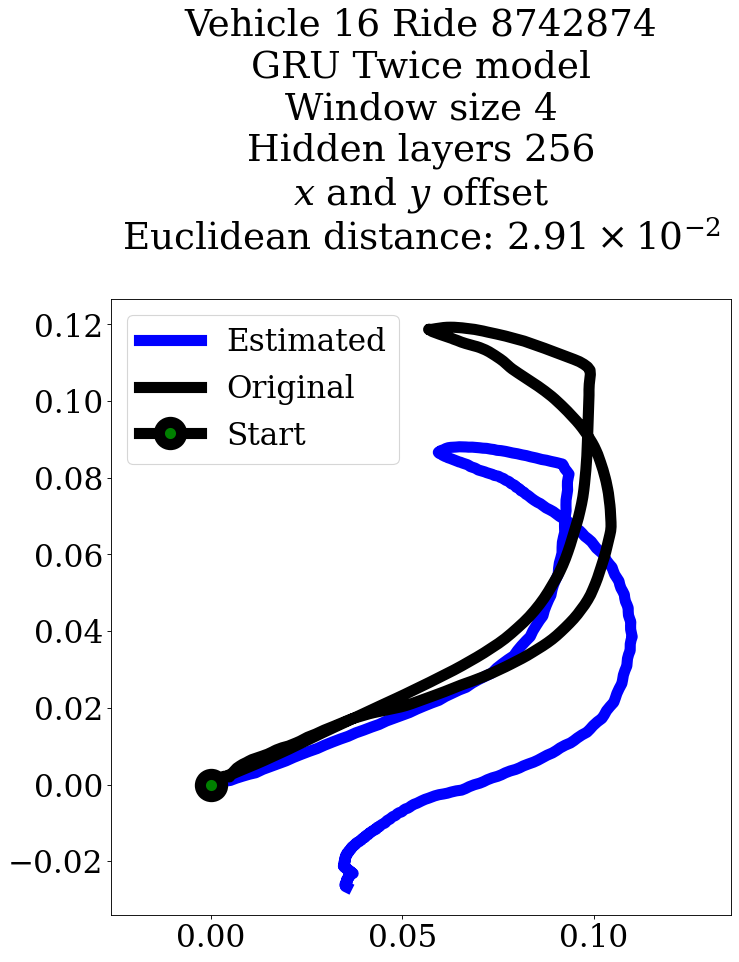 Vehicle 16 Ride 8742874
GRU Twice model
Window size 4
Hidden layers 256
x and y offset
Euclidean distance: 2.91 × 10⁻²
Estimated
Original
Start
0.12
0.10
0.08
0.06
0.04
0.02
0.00
−0.02
0.00 0.05 0.10